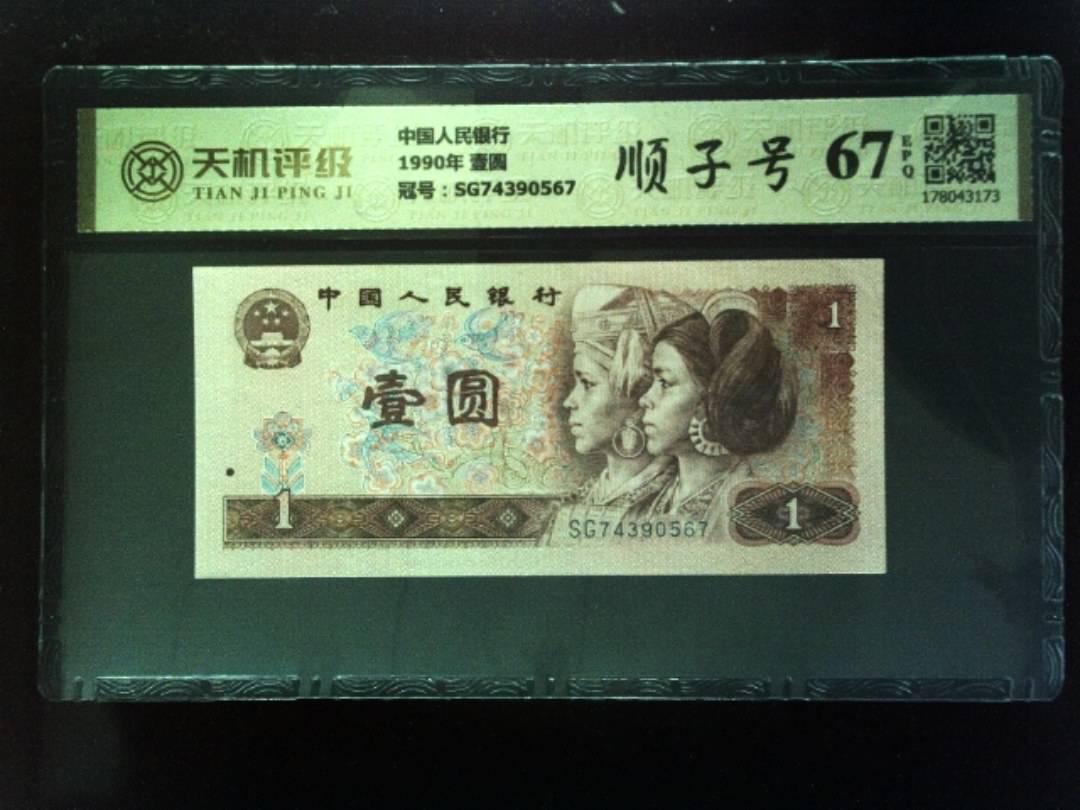 天机评级
TIAN JI PING JI
中国人民银行
1990年 壹圆
冠号：SG74390567
顺子号
67
EPQ
178043173
中国人民银行
壹圆
1
1
SG74390567
1